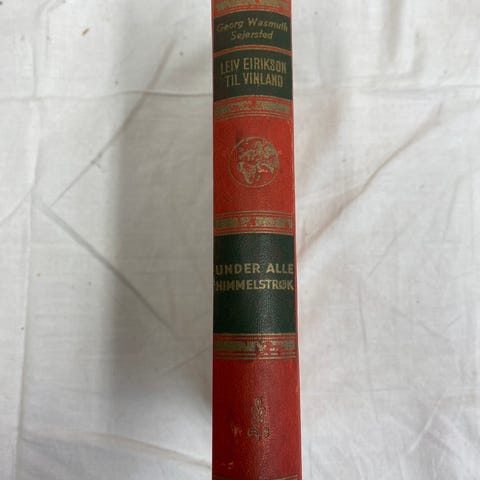 Georg Wasmuth
Sejersted
LEIV EIRIKSON
TIL VINLAND
UNDER ALLE
HIMMELSTRØK